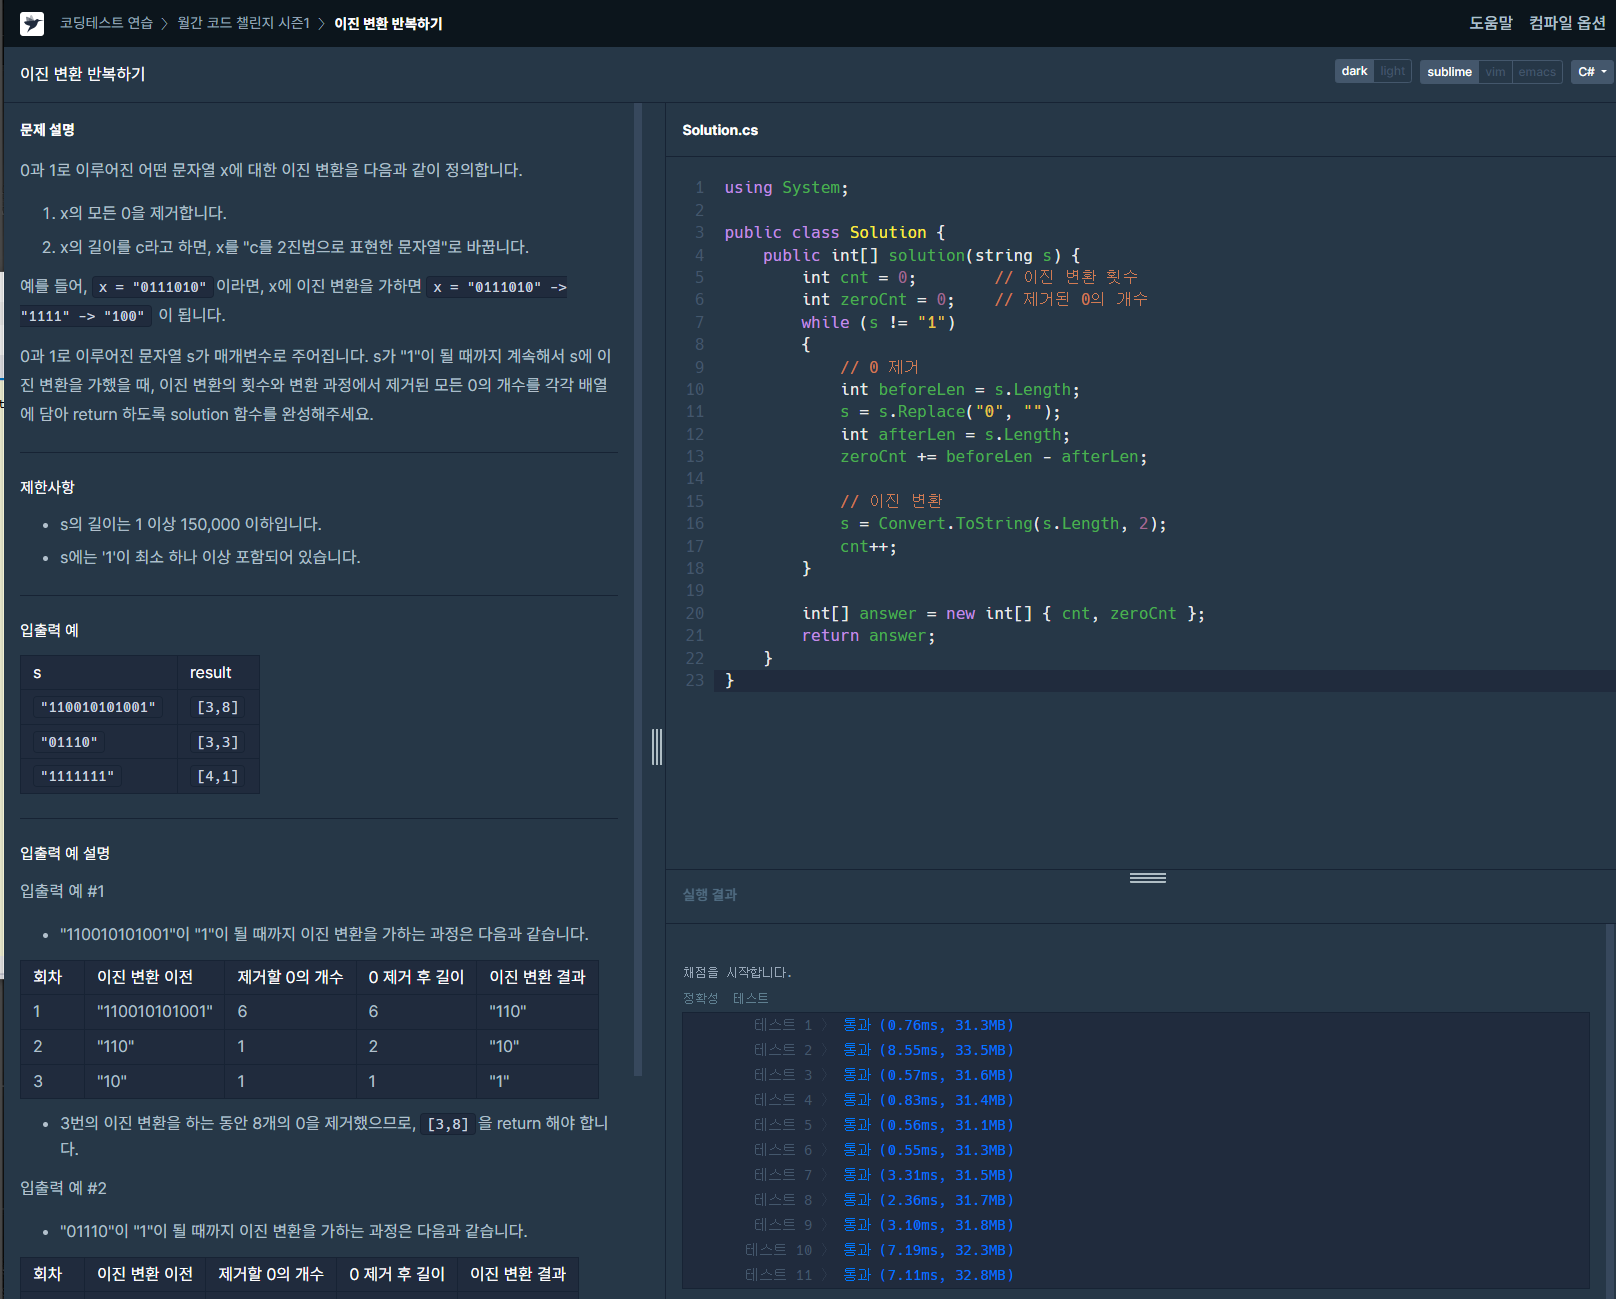 코딩테스트 연습 > 월간 코드 챌린지 시즌1 > 이진 변환 반복하기
도움말 컴파일 옵션
이진 변환 반복하기
dark light sublime vim emacs C#
문제 설명
0과 1로 이루어진 어떤 문자열 x에 대한 이진 변환을 다음과 같이 정의합니다.
1. x의 모든 0을 제거합니다.
2. x의 길이를 c라고 하면, x를 "c를 2진법으로 표현한 문자열"로 바꿉니다.
예를 들어, x = "0111010" 이라면, x에 이진 변환을 가하면 x = "0111010" ->
"1111" -> "100" 이 됩니다.
0과 1로 이루어진 문자열 s가 매개변수로 주어집니다. s가 "1"이 될 때까지 계속해서 s에 이
진 변환을 가했을 때, 이진 변환의 횟수와 변환 과정에서 제거된 모든 0의 개수를 각각 배열
에 담아 return 하도록 solution 함수를 완성해주세요.
제한사항
• s의 길이는 1 이상 150,000 이하입니다.
• s에는 '1'이 최소 하나 이상 포함되어 있습니다.
입출력 예
s result
"110010101001" [3,8]
"01110" [3,3]
"1111111" [4,1]
입출력 예 설명
입출력 예 #1
• "110010101001"이 "1"이 될 때까지 이진 변환을 가하는 과정은 다음과 같습니다.
회차 이진 변환 이전 제거할 0의 개수 0 제거 후 길이 이진 변환 결과
1 "110010101001" 6 6 "110"
2 "110" 1 2 "10"
3 "10" 1 1 "1"
• 3번의 이진 변환을 하는 동안 8개의 0을 제거했으므로, [3,8] 을 return 해야 합니
다.
입출력 예 #2
• "01110"이 "1"이 될 때까지 이진 변환을 가하는 과정은 다음과 같습니다.
회차 이진 변환 이전 제거할 0의 개수 0 제거 후 길이 이진 변환 결과
Solution.cs
1 using System;
2
3 public class Solution {
4     public int[] solution(string s) {
5         int cnt = 0;        // 이진 변환 횟수
6         int zeroCnt = 0;    // 제거된 0의 개수
7         while (s != "1")
8         {
9             // 0 제거
10             int beforeLen = s.Length;
11             s = s.Replace("0", "");
12             int afterLen = s.Length;
13             zeroCnt += beforeLen - afterLen;
14
15             // 이진 변환
16             s = Convert.ToString(s.Length, 2);
17             cnt++;
18         }
19
20         int[] answer = new int[] { cnt, zeroCnt };
21         return answer;
22     }
23 }
실행 결과
채점을 시작합니다.
정확성 테스트
테스트 1 〉 통과 (0.76ms, 31.3MB)
테스트 2 〉 통과 (8.55ms, 33.5MB)
테스트 3 〉 통과 (0.57ms, 31.6MB)
테스트 4 〉 통과 (0.83ms, 31.4MB)
테스트 5 〉 통과 (0.56ms, 31.1MB)
테스트 6 〉 통과 (0.55ms, 31.3MB)
테스트 7 〉 통과 (3.31ms, 31.5MB)
테스트 8 〉 통과 (2.36ms, 31.7MB)
테스트 9 〉 통과 (3.10ms, 31.8MB)
테스트 10 〉 통과 (7.19ms, 32.3MB)
테스트 11 〉 통과 (7.11ms, 32.8MB)